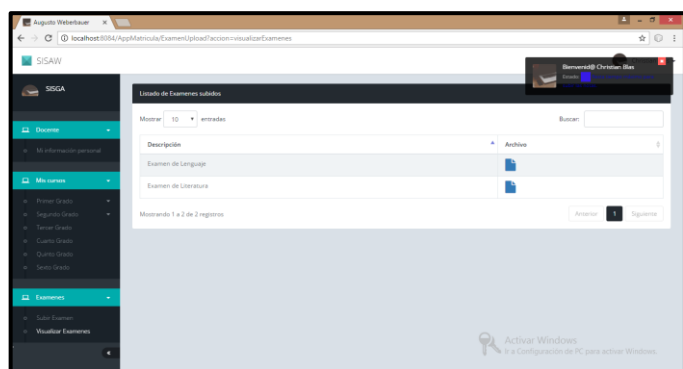 Augusto Weberbauer
localhost:8084/AppMatricula/ExamenUpload?accion=visualizarExamenes
SISAW
Bienvenid@ Christian Blas
Estado:
SISGA
Listado de Examenes subidos
Mostrar 10 entradas
Buscar:
Docente
Mi información personal
Descripción
Archivo
Examen de Lenguaje
Examen de Literatura
Mis cursos
Primer Grado
Segundo Grado
Tercer Grado
Cuarto Grado
Quinto Grado
Sexto Grado
Mostrando 1 a 2 de 2 registros
Anterior 1 Siguiente
Examenes
Subir Examen
Visualizar Examenes
Activar Windows
Ir a Configuración de PC para activar Windows.